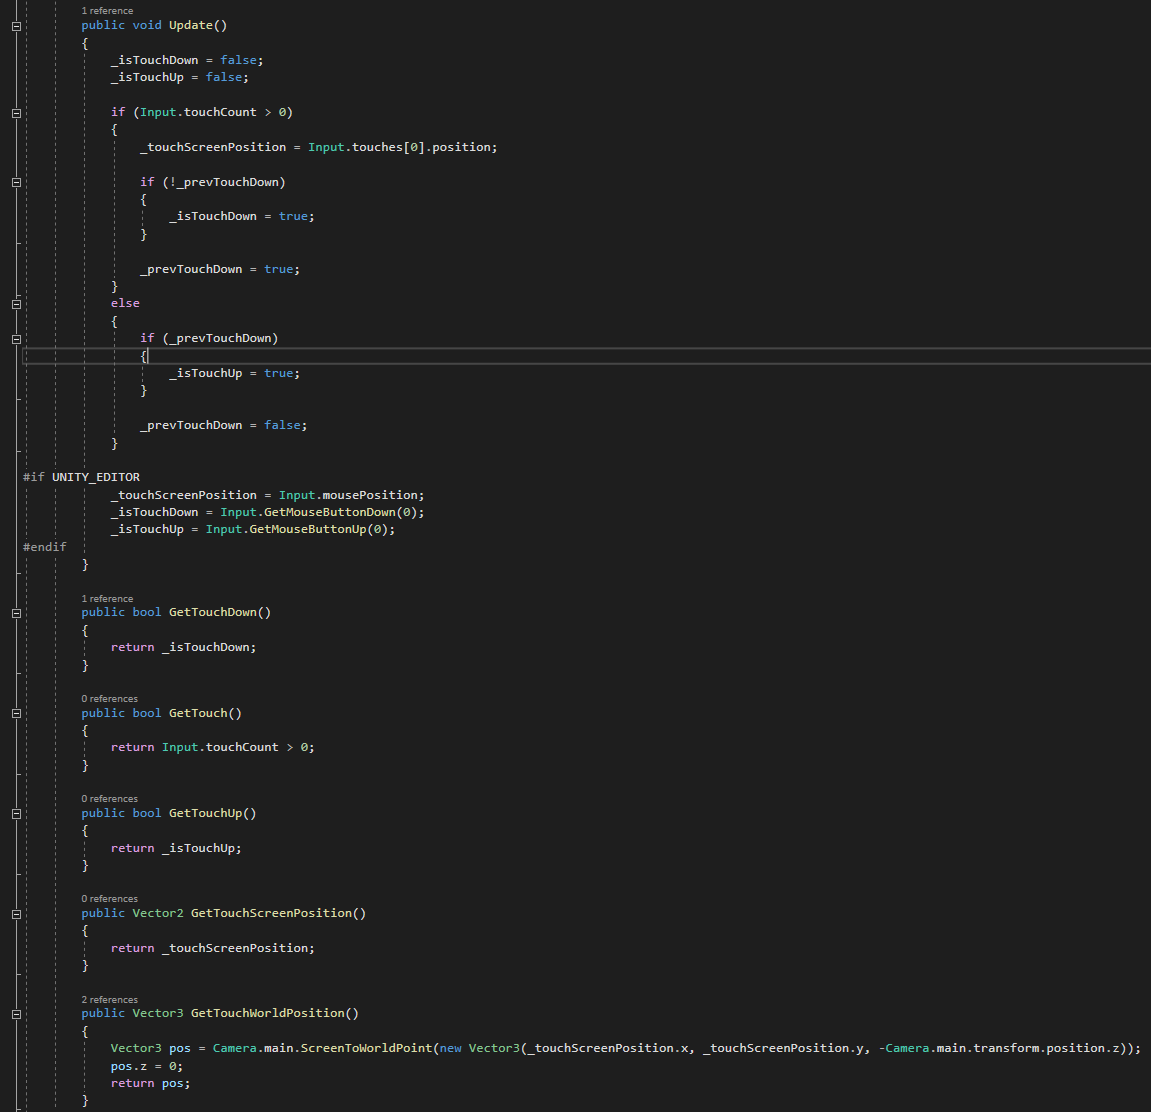 1 reference
public void Update()
{
_isTouchDown = false;
_isTouchUp = false;
if (Input.touchCount > 0)
{
_touchScreenPosition = Input.touches[0].position;
if (!_prevTouchDown)
{
_isTouchDown = true;
}
_prevTouchDown = true;
}
else
{
if (_prevTouchDown)
{
_isTouchUp = true;
}
_prevTouchDown = false;
}
#if UNITY_EDITOR
_touchScreenPosition = Input.mousePosition;
_isTouchDown = Input.GetMouseButtonDown(0);
_isTouchUp = Input.GetMouseButtonUp(0);
#endif
}
1 reference
public bool GetTouchDown()
{
return _isTouchDown;
}
0 references
public bool GetTouch()
{
return Input.touchCount > 0;
}
0 references
public bool GetTouchUp()
{
return _isTouchUp;
}
0 references
public Vector2 GetTouchScreenPosition()
{
return _touchScreenPosition;
}
2 references
public Vector3 GetTouchWorldPosition()
{
Vector3 pos = Camera.main.ScreenToWorldPoint(new Vector3(_touchScreenPosition.x, _touchScreenPosition.y, -Camera.main.transform.position.z));
pos.z = 0;
return pos;
}